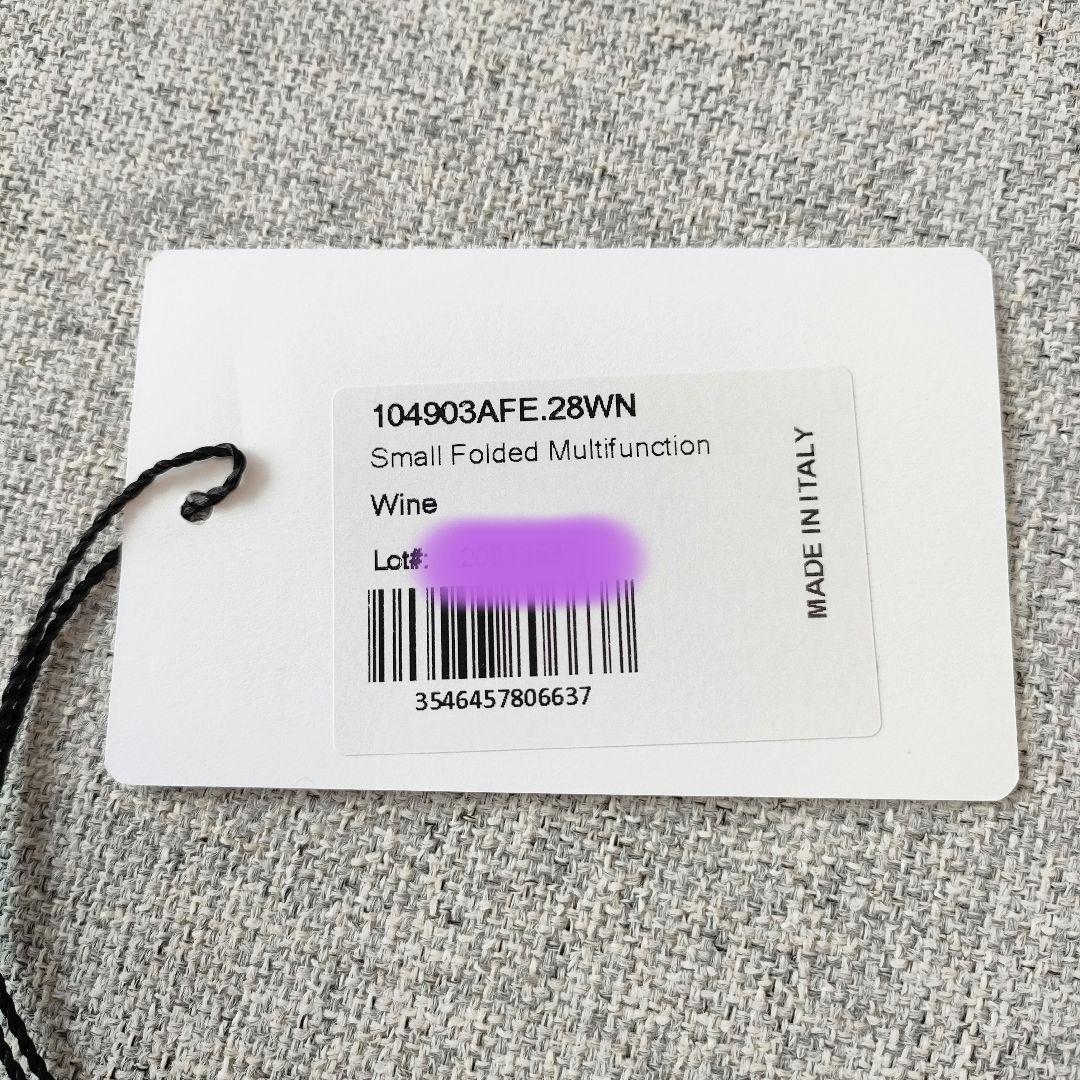 104903AFE.28WN
Small Folded Multifunction
Wine
Lot#:
3546457806637
MADE IN ITALY